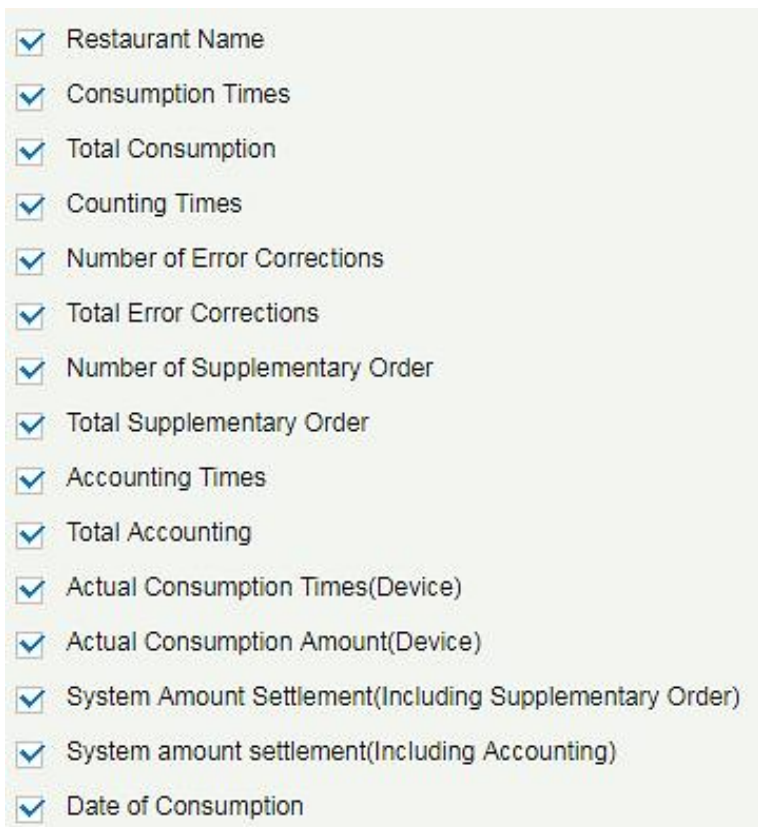 Restaurant Name
Consumption Times
Total Consumption
Counting Times
Number of Error Corrections
Total Error Corrections
Number of Supplementary Order
Total Supplementary Order
Accounting Times
Total Accounting
Actual Consumption Times(Device)
Actual Consumption Amount(Device)
System Amount Settlement(Including Supplementary Order)
System amount settlement(Including Accounting)
Date of Consumption